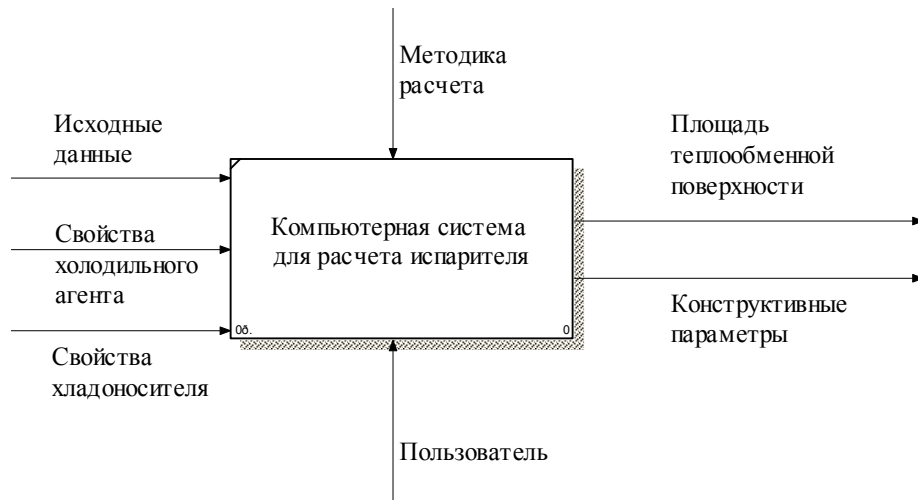 Методика
расчета
Исходные
данные
Площадь
теплообменной
поверхности
Компьютерная система
для расчета испарителя
Свойства
холодильного
агента
Конструктивные
параметры
0б.
0
Свойства
хладоносителя
Пользователь